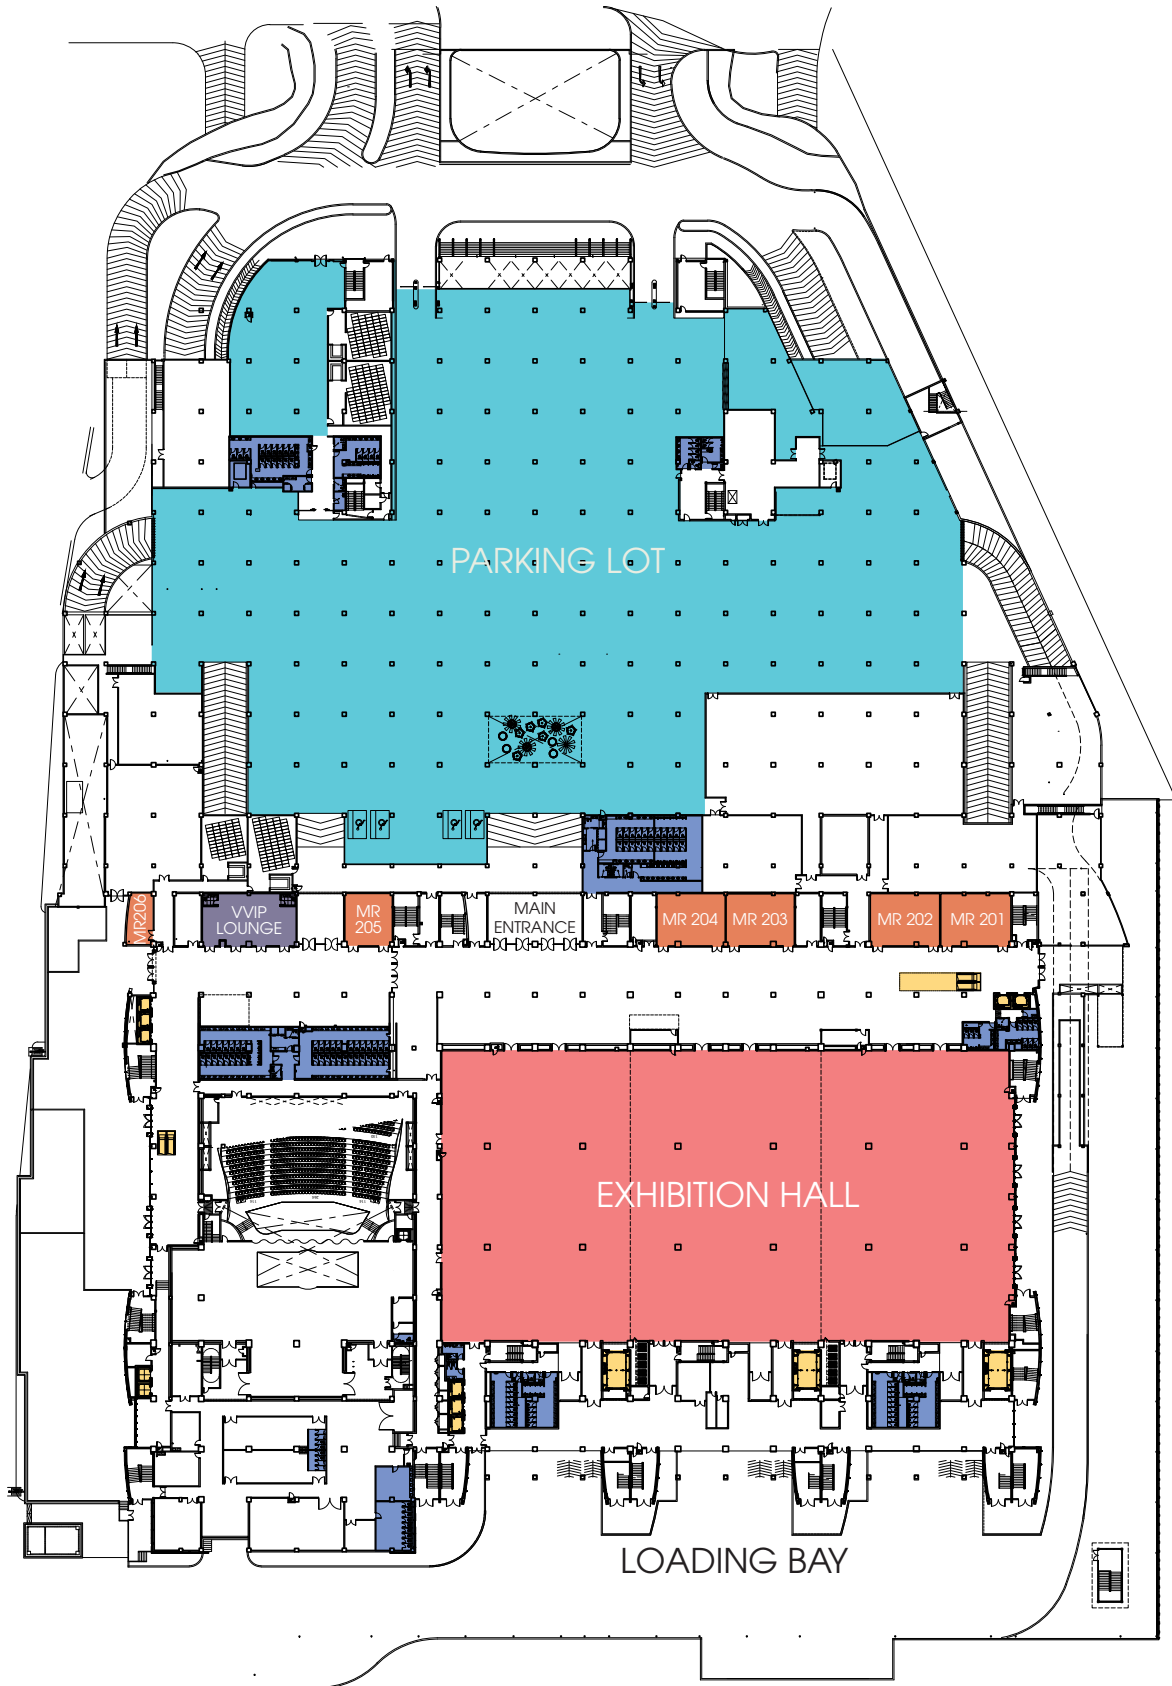 PARKING LOT
MR206
VVIP
LOUNGE
MR
205
MAIN
ENTRANCE
MR 204
MR 203
MR 202
MR 201
EXHIBITION HALL
LOADING BAY